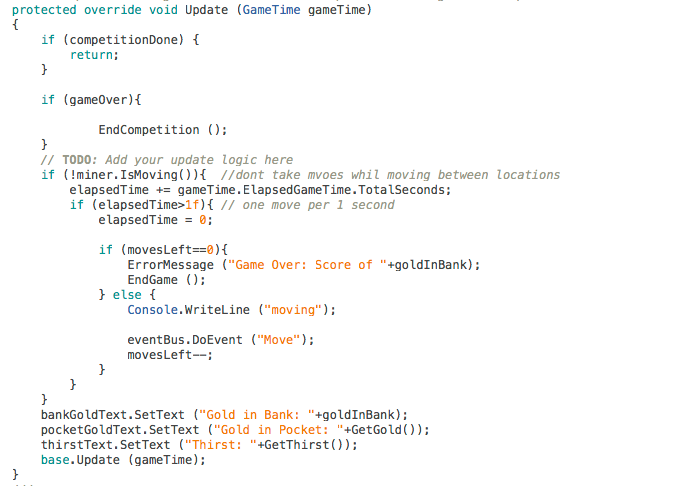 protected override void Update (GameTime gameTime)
{
    if (competitionDone) {
        return;
    }

    if (gameOver){

            EndCompetition ();
    }
    // TODO: Add your update logic here
    if (!miner.IsMoving()){  //dont take mvoes whil moving between locations
        elapsedTime += gameTime.ElapsedGameTime.TotalSeconds;
        if (elapsedTime>1f){ // one move per 1 second
            elapsedTime = 0;

            if (movesLeft==0){
                ErrorMessage ("Game Over: Score of "+goldInBank);
                EndGame ();
            } else {
                Console.WriteLine ("moving");

                eventBus.DoEvent ("Move");
                movesLeft--;
            }
        }
    }
    bankGoldText.SetText ("Gold in Bank: "+goldInBank);
    pocketGoldText.SetText ("Gold in Pocket: "+GetGold());
    thirstText.SetText ("Thirst: "+GetThirst());
    base.Update (gameTime);
}